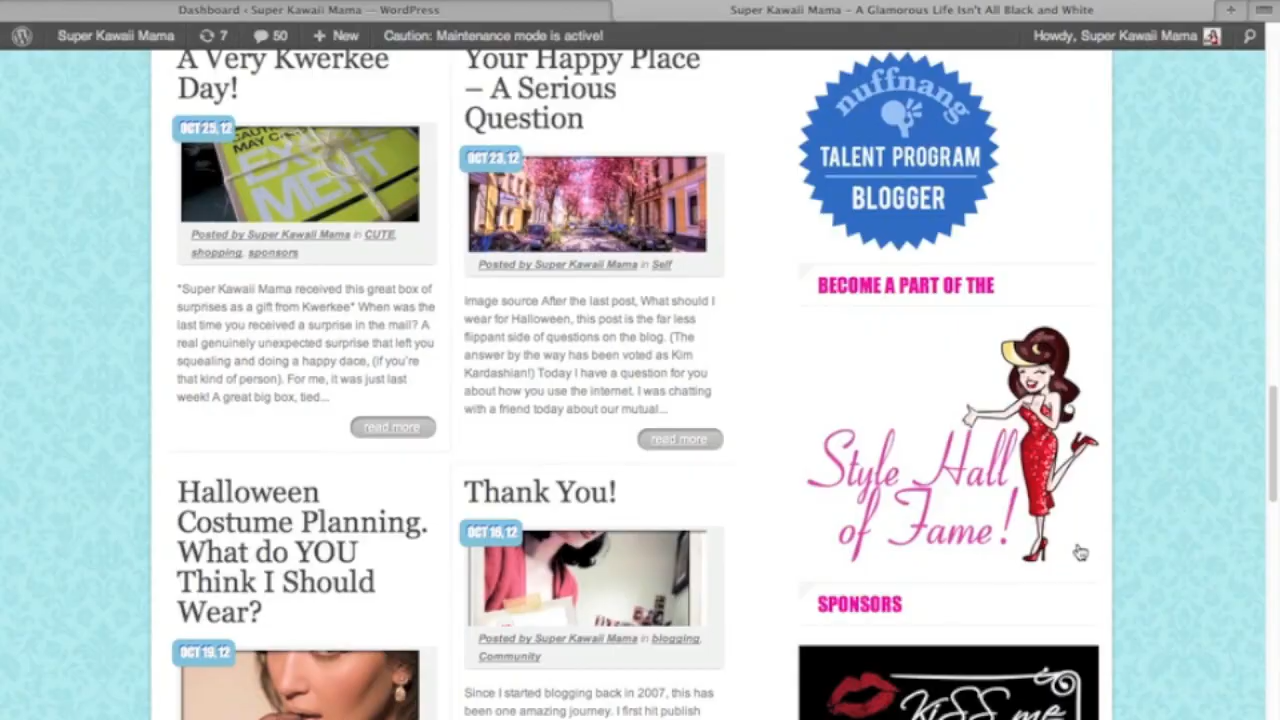 Dashboard ‹ Super Kawaii Mama — WordPress
Super Kawaii Mama – A Glamorous Life Isn't All Black and White
Super Kawaii Mama
7
50
New
Caution: Maintenance mode is active!
Howdy, Super Kawaii Mama
A Very Kwerkee
Day!
OCT 25, 12
MAY C
EXC
MENT
Posted by Super Kawaii Mama in CUTE,
shopping, sponsors
"Super Kawaii Mama received this great box of
surprises as a gift from Kwerkee" When was the
last time you received a surprise in the mail? A
real genuinely unexpected surprise that left you
squealing and doing a happy dace, (if you're
that kind of person). For me, it was just last
week! A great big box, tied...
read more
Your Happy Place
– A Serious
Question
OCT 23, 12
Posted by Super Kawaii Mama in Self
Image source After the last post, What should I
wear for Halloween, this post is the far less
flippant side of questions on the blog. (The
answer by the way has been voted as Kim
Kardashian!) Today I have a question for you
about how you use the internet. I was chatting
with a friend today about our mutual...
read more
Halloween
Costume Planning.
What do YOU
Think I Should
Wear?
OCT 19, 12
Thank You!
OCT 16, 12
Posted by Super Kawaii Mama in blogging,
Community
Since I started blogging back in 2007, this has
been one amazing journey. I first hit publish
nuffnang
TALENT PROGRAM
BLOGGER
BECOME A PART OF THE
Style Hall
of Fame!
SPONSORS
Kiss me